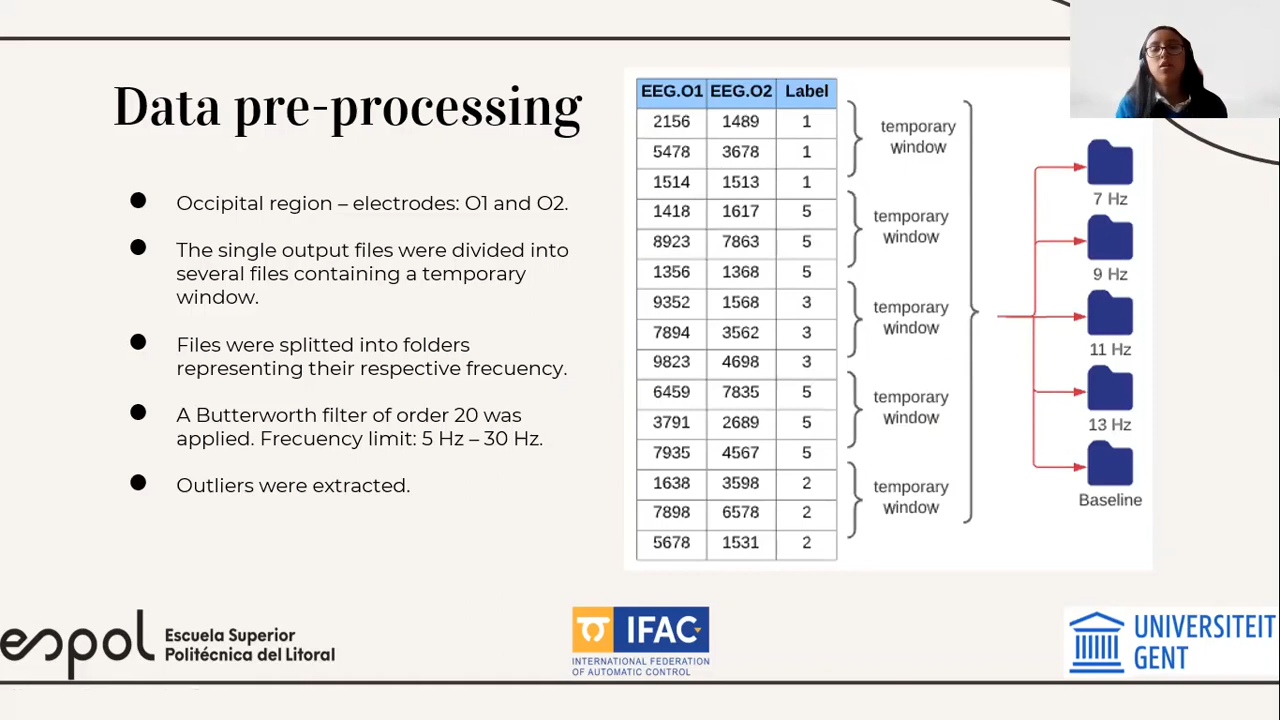 Data pre-processing
Occipital region – electrodes: O1 and O2.
The single output files were divided into
several files containing a temporary
window.
Files were splitted into folders
representing their respective frecuency.
A Butterworth filter of order 20 was
applied. Frecuency limit: 5 Hz – 30 Hz.
Outliers were extracted.
EEG.O1 EEG.O2 Label
2156 1489 1
5478 3678 1
1514 1513 1
1418 1617 5
8923 7863 5
1356 1368 5
9352 1568 3
7894 3562 3
9823 4698 3
6459 7835 5
3791 2689 5
7935 4567 5
1638 3598 2
7898 6578 2
5678 1531 2
temporary
window
temporary
window
temporary
window
temporary
window
temporary
window
7 Hz
9 Hz
11 Hz
13 Hz
Baseline
espol
Escuela Superior
Politécnica del Litoral
IFAC
INTERNATIONAL FEDERATION
OF AUTOMATIC CONTROL
UNIVERSITEIT
GENT